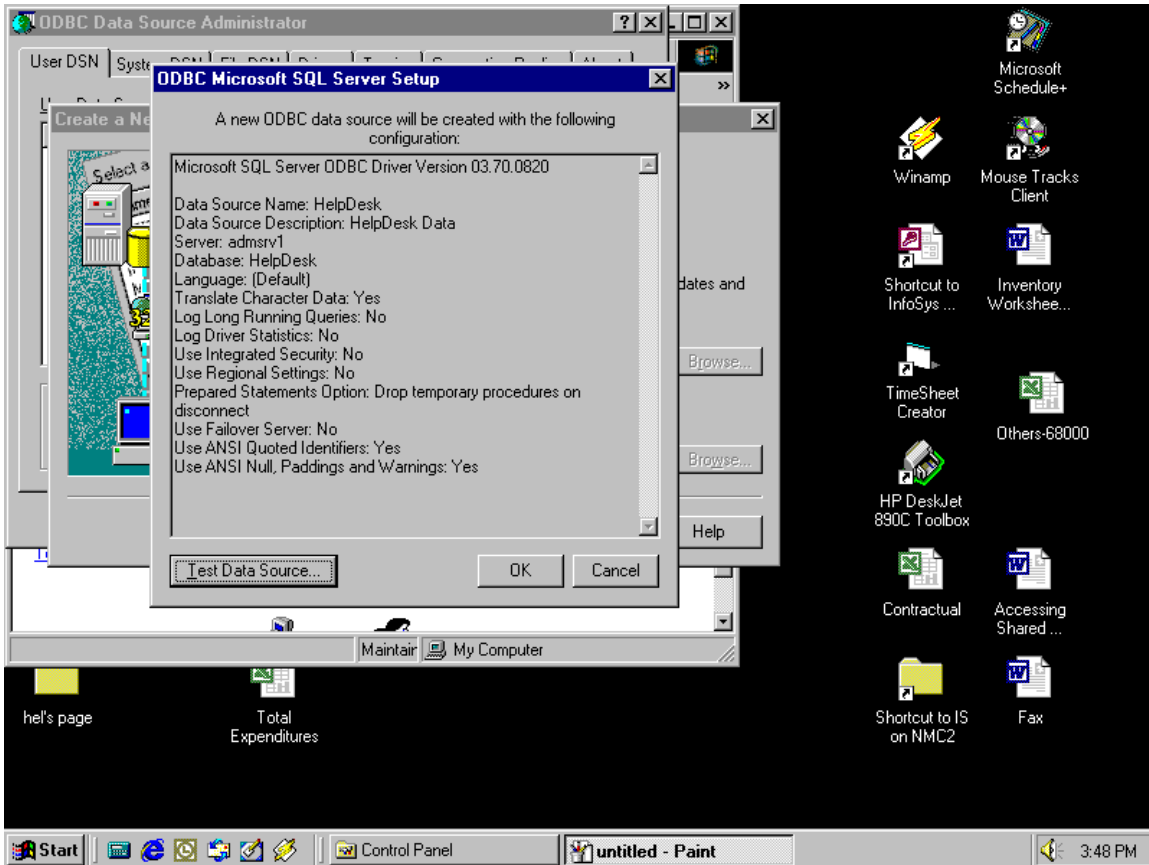 ODBC Data Source Administrator
User DSN
ODBC Microsoft SQL Server Setup
Create a Ne
A new ODBC data source will be created with the following
configuration:
Select a
Microsoft SQL Server ODBC Driver Version 03.70.0820
Data Source Name: HelpDesk
Data Source Description: HelpDesk Data
Server: admsrv1
Database: HelpDesk
Language: (Default)
Translate Character Data: Yes
Log Long Running Queries: No
Log Driver Statistics: No
Use Integrated Security: No
Use Regional Settings: No
Prepared Statements Option: Drop temporary procedures on
disconnect
Use Failover Server: No
Use ANSI Quoted Identifiers: Yes
Use ANSI Null, Paddings and Warnings: Yes
dates and
Browse...
Browse...
Help
Test Data Source...
OK
Cancel
Maintair
My Computer
Microsoft
Schedule+
Winamp
Mouse Tracks
Client
Shortcut to
InfoSys ...
Inventory
Workshee...
TimeSheet
Creator
Others-68000
HP DeskJet
890C Toolbox
Contractual
Accessing
Shared ...
Shortcut to IS
on NMC2
Fax
hel's page
Total
Expenditures
Start
Control Panel
untitled - Paint
3:48 PM